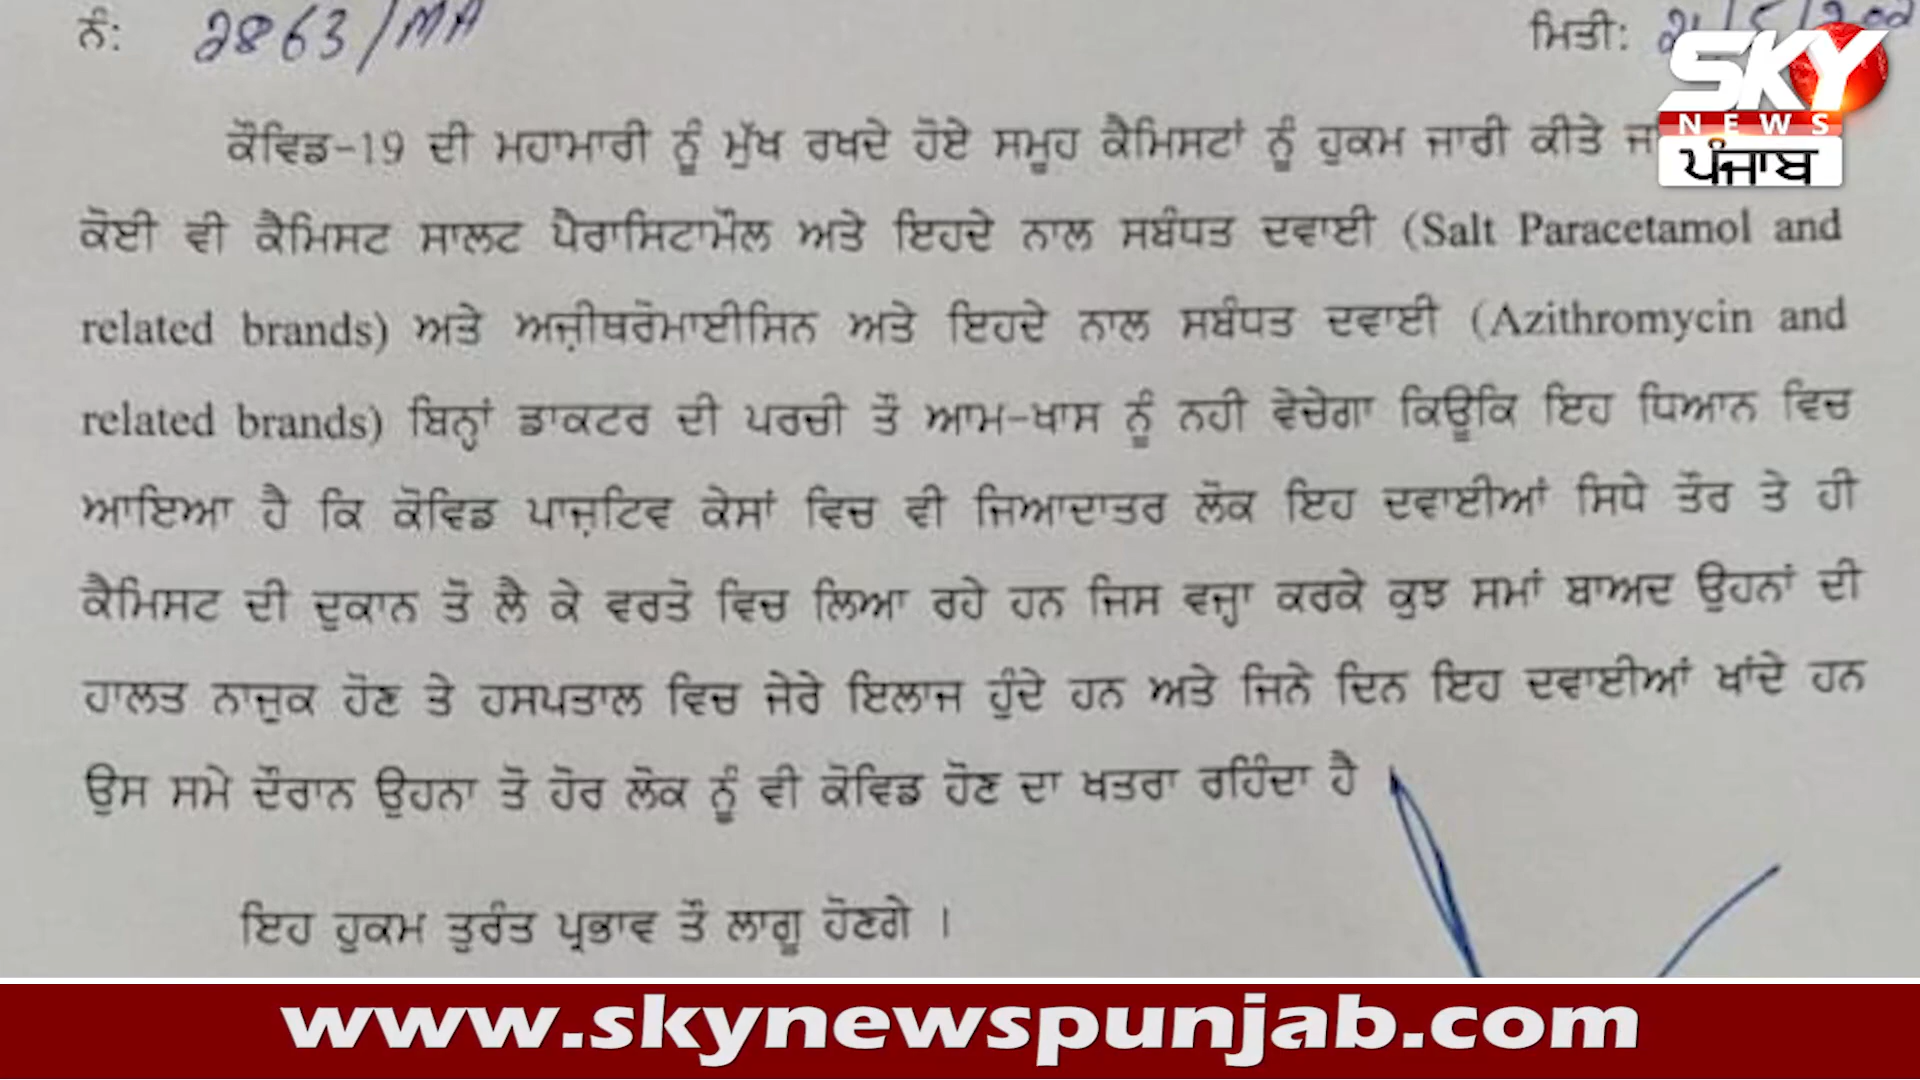 ਨੰ: 2863/MA ਮਿਤੀ: 21/5/202
SKY
NEWS
ਪੰਜਾਬ
ਕੌਵਿਡ-19 ਦੀ ਮਹਾਮਾਰੀ ਨੂੰ ਮੁੱਖ ਰਖਦੇ ਹੋਏ ਸਮੂਹ ਕੈਮਿਸਟਾਂ ਨੂੰ ਹੁਕਮ ਜਾਰੀ ਕੀਤੇ
ਕੋਈ ਵੀ ਕੈਮਿਸਟ ਸਾਲਟ ਪੈਰਾਸਿਟਾਮੌਲ ਅਤੇ ਇਹਦੇ ਨਾਲ ਸਬੰਧਤ ਦਵਾਈ (Salt Paracetamol and
related brands) ਅਤੇ ਅਜ਼ੀਥਰੋਮਾਈਸਿਨ ਅਤੇ ਇਹਦੇ ਨਾਲ ਸਬੰਧਤ ਦਵਾਈ (Azithromycin and
related brands) ਬਿਨ੍ਹਾਂ ਡਾਕਟਰ ਦੀ ਪਰਚੀ ਤੌ ਆਮ-ਖਾਸ ਨੂੰ ਨਹੀ ਵੇਚੇਗਾ ਕਿਊਕਿ ਇਹ ਧਿਆਨ ਵਿਚ
ਆਇਆ ਹੈ ਕਿ ਕੋਵਿਡ ਪਾਜ਼ਟਿਵ ਕੇਸਾਂ ਵਿਚ ਵੀ ਜਿਆਦਾਤਰ ਲੋਕ ਇਹ ਦਵਾਈਆਂ ਸਿਧੇ ਤੌਰ ਤੇ ਹੀ
ਕੈਮਿਸਟ ਦੀ ਦੁਕਾਨ ਤੋ ਲੈ ਕੇ ਵਰਤੋ ਵਿਚ ਲਿਆ ਰਹੇ ਹਨ ਜਿਸ ਵਜ੍ਹਾ ਕਰਕੇ ਕੁਝ ਸਮਾਂ ਬਾਅਦ ਉਹਨਾਂ ਦੀ
ਹਾਲਤ ਨਾਜੁਕ ਹੋਣ ਤੇ ਹਸਪਤਾਲ ਵਿਚ ਜੇਰੇ ਇਲਾਜ ਹੁੰਦੇ ਹਨ ਅਤੇ ਜਿਨੇ ਦਿਨ ਇਹ ਦਵਾਈਆਂ ਖਾਂਦੇ ਹਨ
ਉਸ ਸਮੇ ਦੌਰਾਨ ਉਹਨਾ ਤੋ ਹੋਰ ਲੋਕ ਨੂੰ ਵੀ ਕੋਵਿਡ ਹੋਣ ਦਾ ਖਤਰਾ ਰਹਿੰਦਾ ਹੈ
ਇਹ ਹੁਕਮ ਤੁਰੰਤ ਪ੍ਰਭਾਵ ਤੌ ਲਾਗੂ ਹੋਣਗੇ ।
www.skynewspunjab.com